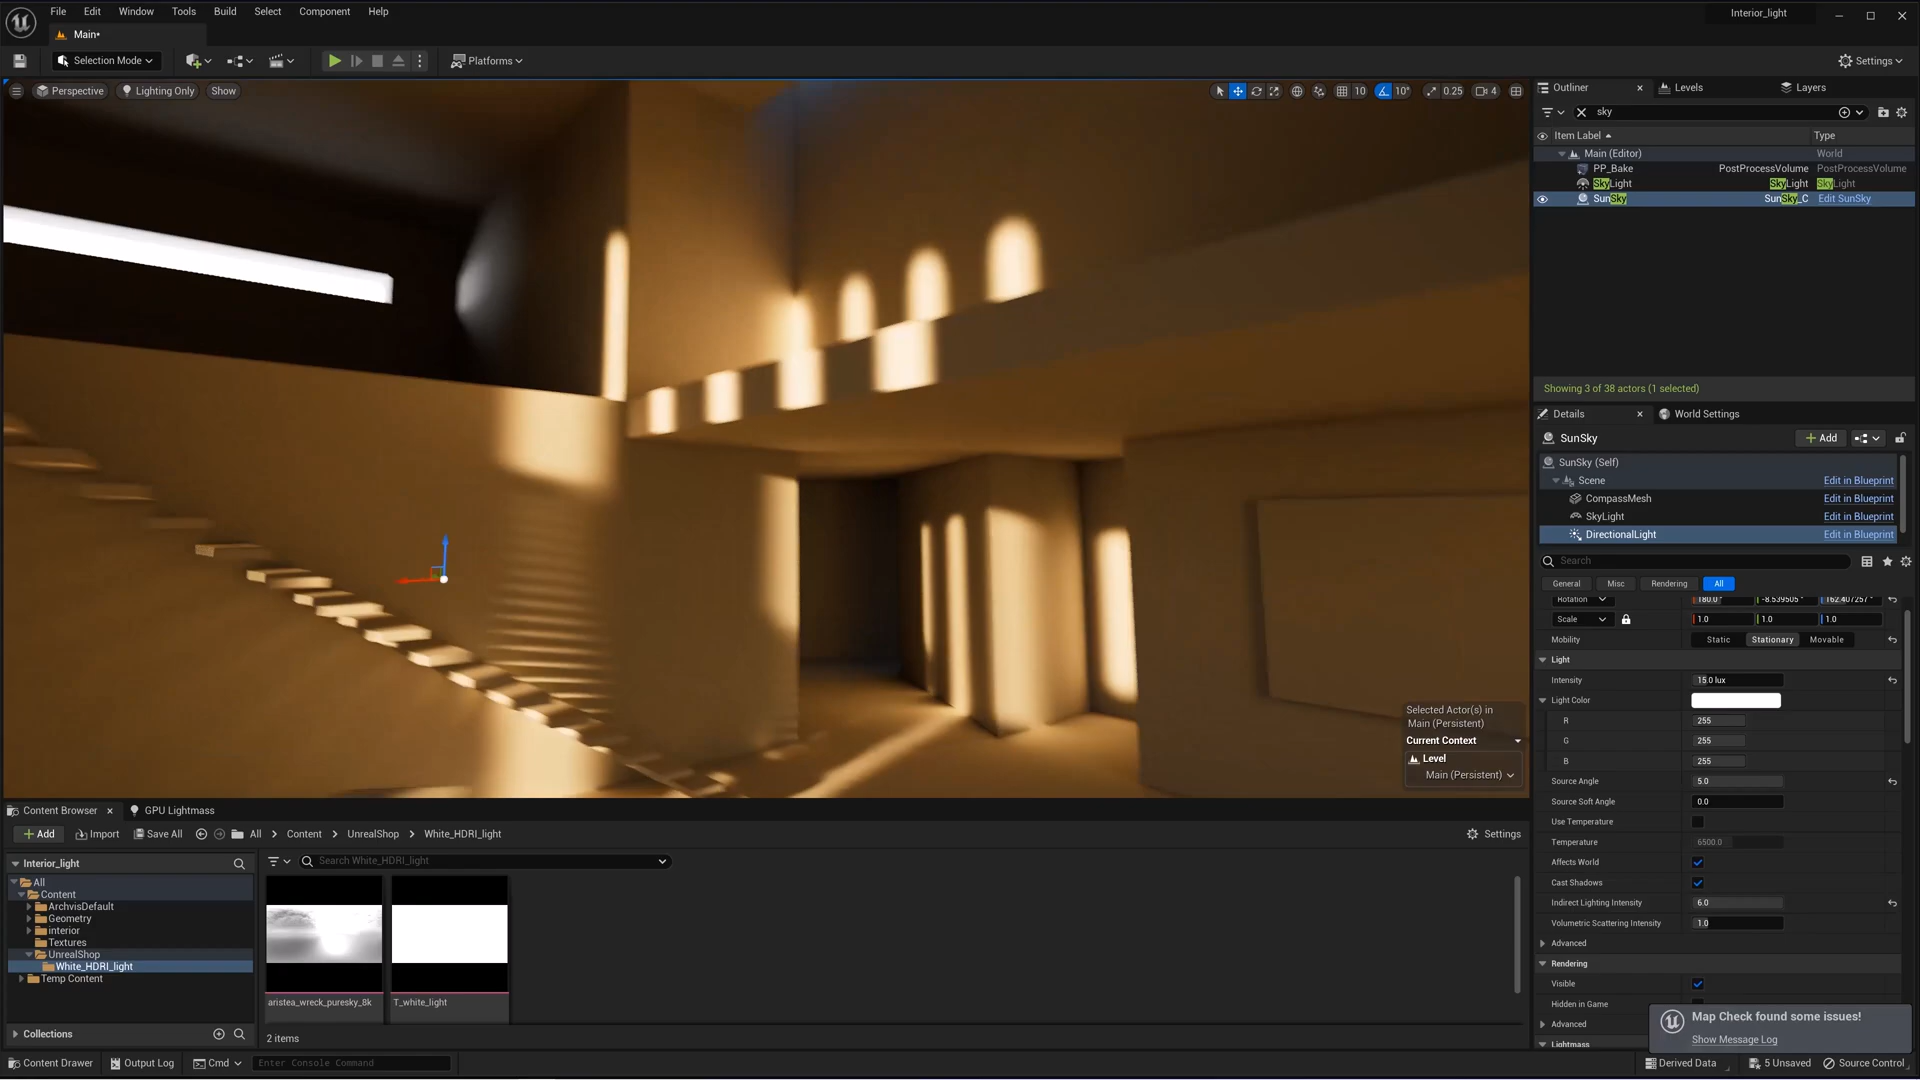 File Edit Window Tools Build Select Component Help
Interior_light
Main•
Selection Mode
Platforms
Settings
Perspective Lighting Only Show
10 10° 0.25 4
Outliner Levels Layers
sky
Item Label Type
Main (Editor) World
PP_Bake PostProcessVolume PostProcessVolume
SkyLight SkyLight SkyLight
SunSky SunSky_C Edit SunSky
Showing 3 of 38 actors (1 selected)
Details World Settings
SunSky Add
SunSky (Self)
Scene Edit in Blueprint
CompassMesh Edit in Blueprint
SkyLight Edit in Blueprint
DirectionalLight Edit in Blueprint
Search
General Misc Rendering All
Rotation 180.0 -8.539505 ° 162.407257 °
Scale 1.0 1.0 1.0
Mobility Static Stationary Movable
Light
Intensity 15.0 lux
Light Color
R 255
G 255
B 255
Source Angle 5.0
Source Soft Angle 0.0
Use Temperature
Temperature 6500.0
Affects World
Cast Shadows
Indirect Lighting Intensity 6.0
Volumetric Scattering Intensity 1.0
Advanced
Rendering
Visible
Hidden in Game
Advanced
Lightmass
Map Check found some issues!
Show Message Log
Derived Data 5 Unsaved Source Control
Selected Actor(s) in
Main (Persistent)
Current Context
Level
Main (Persistent)
Content Browser GPU Lightmass
Add Import Save All All Content UnrealShop White_HDRI_light Settings
Interior_light
Search White_HDRI_light
All
Content
ArchvisDefault
Geometry
interior
Textures
UnrealShop
White_HDRI_light
Temp Content
aristea_wreck_puresky_8k T_white_light
Collections
2 items
Content Drawer Output Log Cmd Enter Console Command